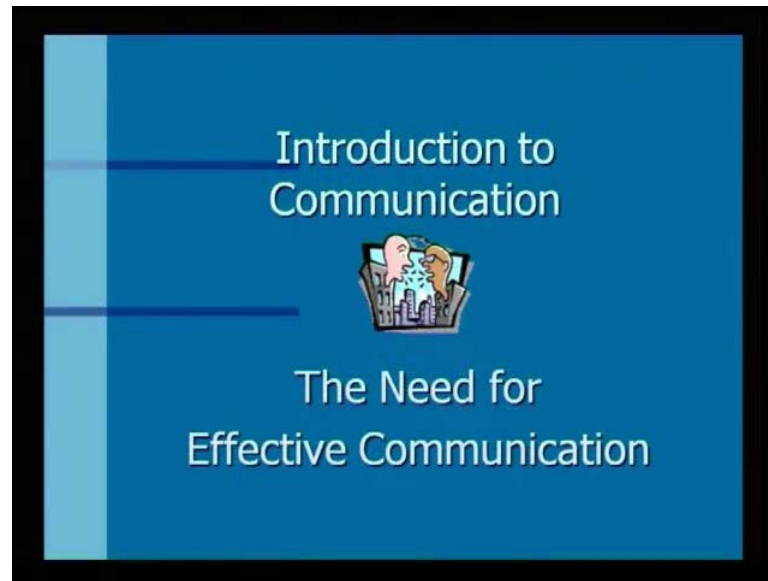 Introduction to
Communication
The Need for
Effective Communication